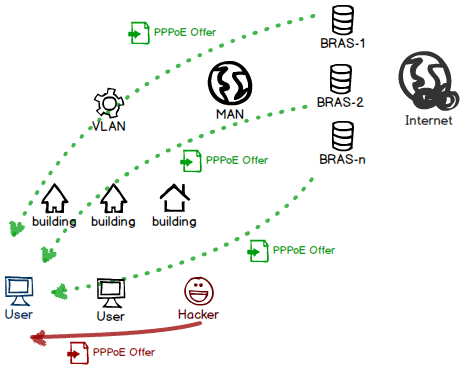 PPPoE Offer
BRAS-1
VLAN
MAN
BRAS-2
Internet
PPPoE Offer
BRAS-n
building
building
building
PPPoE Offer
User
User
Hacker
PPPoE Offer